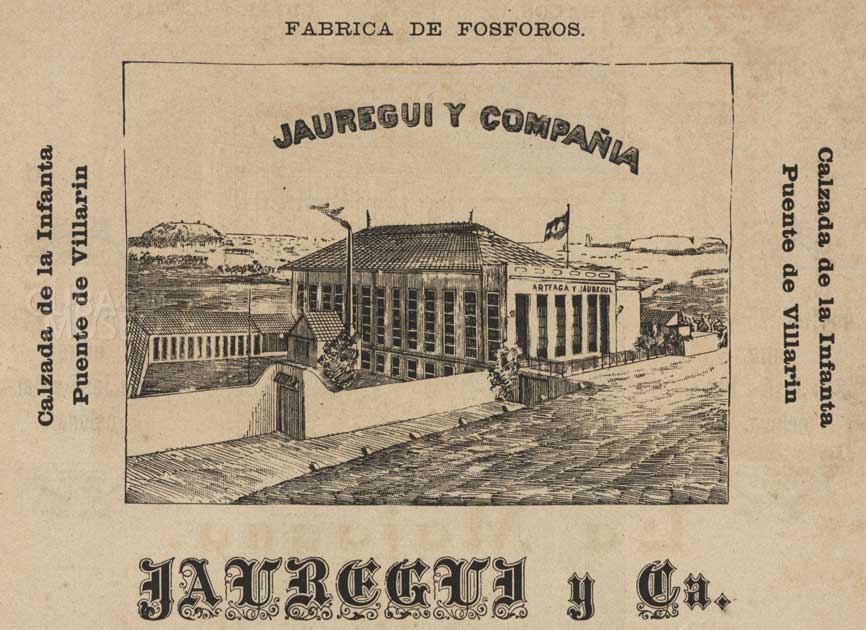 FABRICA DE FOSFOROS.
JAUREGUI Y COMPAÑIA
Calzada de la Infanta
Puente de Villarin
ARTEAGA Y JAUREGUI
Calzada de la Infanta
Puente de Villarin
JAUREGUI y Ca.